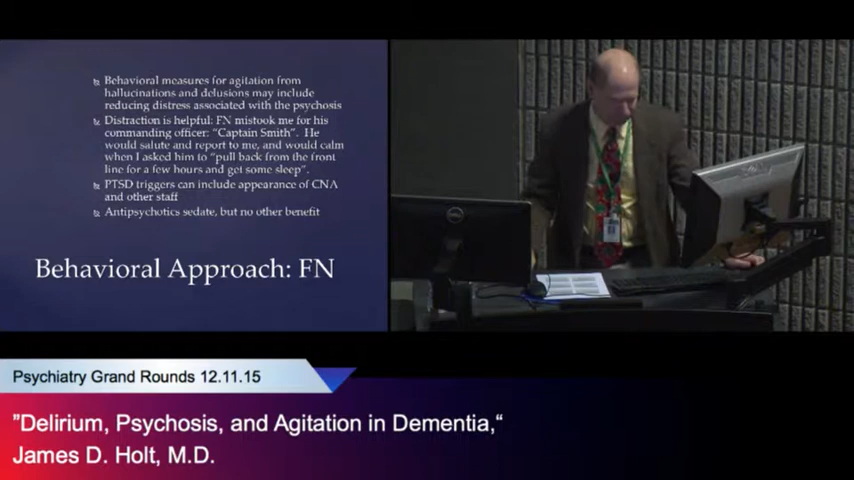 Behavioral measures for agitation from
hallucinations and delusions may include
reducing distress associated with the psychosis
Distraction is helpful: FN mistook me for his
commanding officer: “Captain Smith”. He
would salute and report to me, and would calm
when I asked him to “pull back from the front
line for a few hours and get some sleep”.
PTSD triggers can include appearance of CNA
and other staff
Antipsychotics sedate, but no other benefit
Behavioral Approach: FN
Psychiatry Grand Rounds 12.11.15
”Delirium, Psychosis, and Agitation in Dementia,“
James D. Holt, M.D.